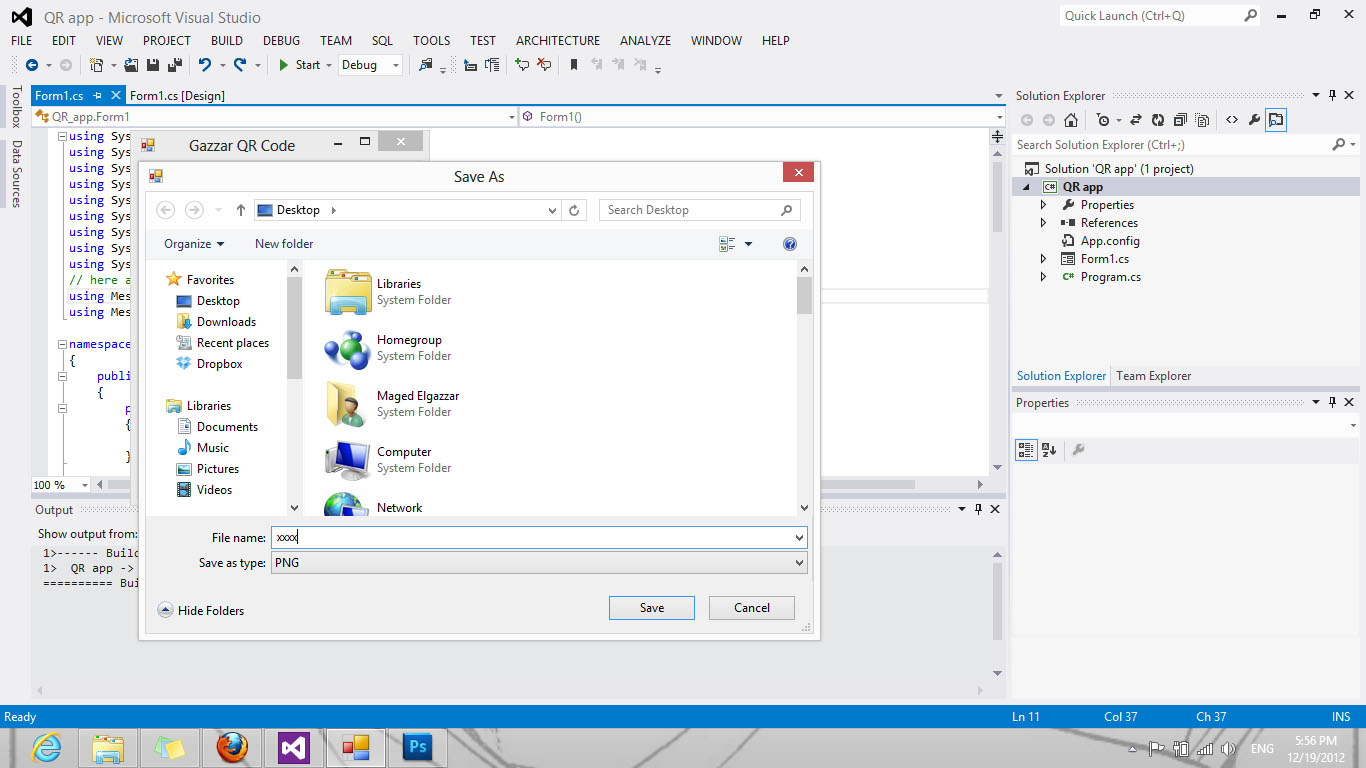 QR app - Microsoft Visual Studio
Quick Launch (Ctrl+Q)
FILE EDIT VIEW PROJECT BUILD DEBUG TEAM SQL TOOLS TEST ARCHITECTURE ANALYZE WINDOW HELP
Start Debug
Toolbox
Data Sources
Form1.cs Form1.cs [Design]
QR_app.Form1 Form1()
using Sys
using Sys
using Sys
using Sys
using Sys
using Sys
using Sys
using Sys
using Sys
// here a
using Mes
using Mes
namespace
{
publi
{
p
{
}
100 %
Gazzar QR Code
Save As
Desktop
Search Desktop
Organize New folder
Favorites
Desktop
Downloads
Recent places
Dropbox
Libraries
Documents
Music
Pictures
Videos
Libraries
System Folder
Homegroup
System Folder
Maged Elgazzar
System Folder
Computer
System Folder
Network
File name: xxxx
Save as type: PNG
Hide Folders
Save Cancel
Output
Show output from:
1>------ Build
1> QR app ->
========== Bui
Solution Explorer
Search Solution Explorer (Ctrl+;)
Solution 'QR app' (1 project)
C# QR app
Properties
References
App.config
Form1.cs
C# Program.cs
Solution Explorer Team Explorer
Properties
Ready Ln 11 Col 37 Ch 37 INS
Ps
ENG
5:56 PM
12/19/2012